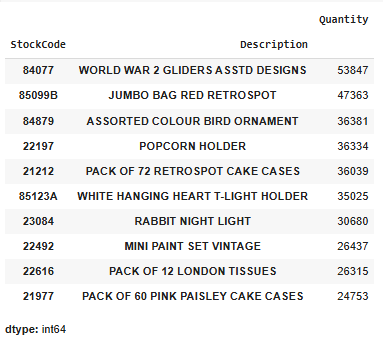 Quantity
StockCode Description
84077 WORLD WAR 2 GLIDERS ASSTD DESIGNS 53847
85099B JUMBO BAG RED RETROSPOT 47363
84879 ASSORTED COLOUR BIRD ORNAMENT 36381
22197 POPCORN HOLDER 36334
21212 PACK OF 72 RETROSPOT CAKE CASES 36039
85123A WHITE HANGING HEART T-LIGHT HOLDER 35025
23084 RABBIT NIGHT LIGHT 30680
22492 MINI PAINT SET VINTAGE 26437
22616 PACK OF 12 LONDON TISSUES 26315
21977 PACK OF 60 PINK PAISLEY CAKE CASES 24753
dtype: int64